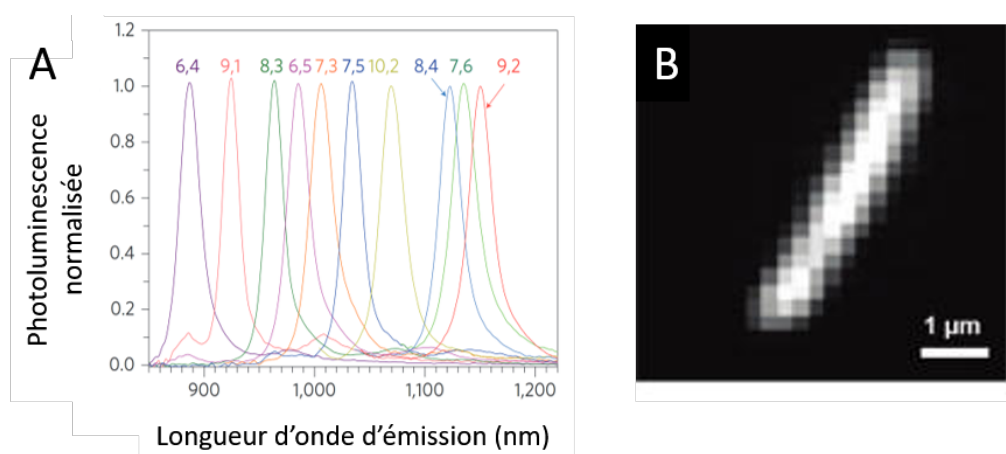 A
Photoluminescence
normalisée
1.2
1.0
0.8
0.6
0.4
0.2
0.0
6,4 9,1 8,3 6,5 7,3 7,5 10,2 8,4 7,6 9,2
900 1,000 1,100 1,200
Longueur d’onde d’émission (nm)
B
1 µm